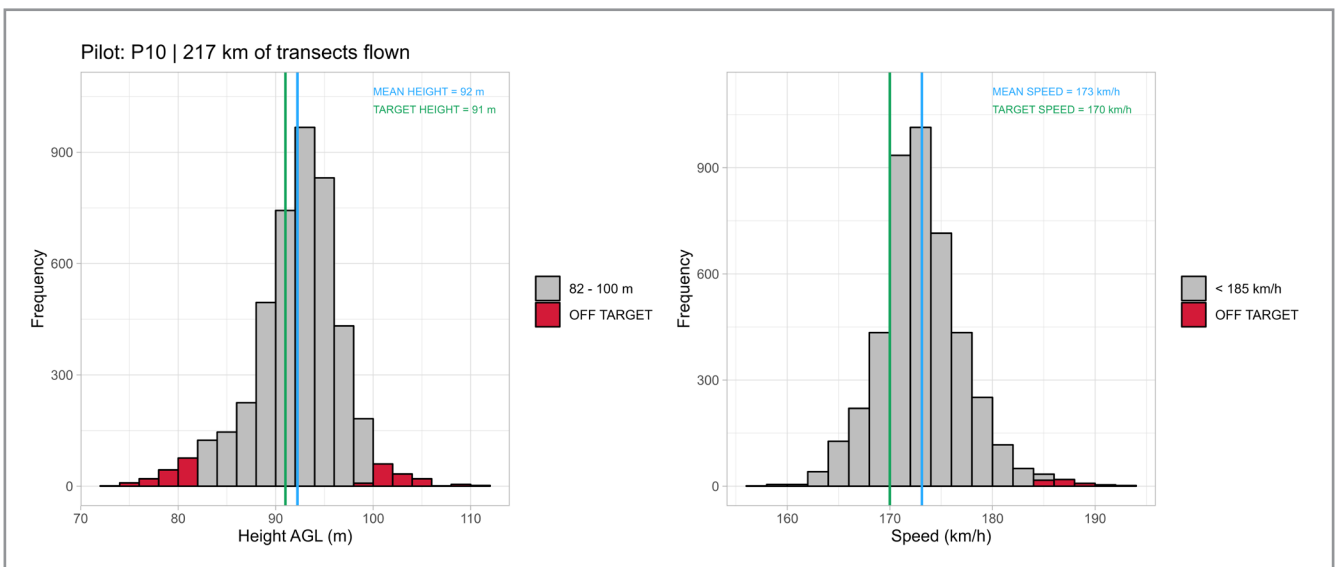 Pilot: P10 | 217 km of transects flown
MEAN HEIGHT = 92 m
TARGET HEIGHT = 91 m
Frequency
900
600
300
0
70 80 90 100 110
Height AGL (m)
82 - 100 m
OFF TARGET
MEAN SPEED = 173 km/h
TARGET SPEED = 170 km/h
Frequency
900
600
300
0
160 170 180 190
Speed (km/h)
< 185 km/h
OFF TARGET